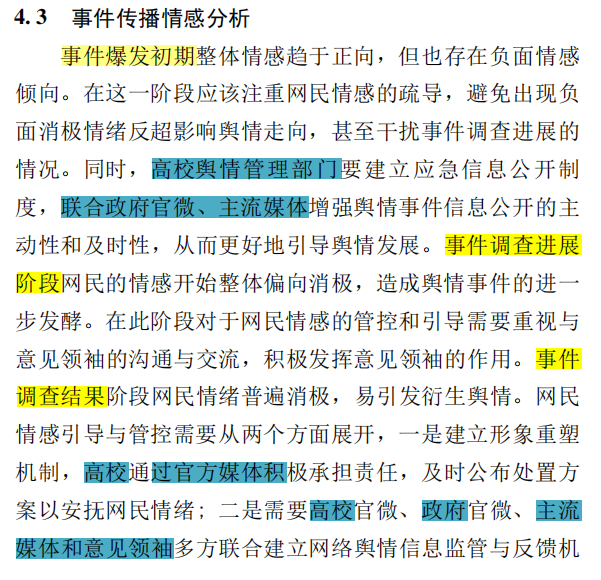 4. 3 事件传播情感分析
事件爆发初期整体情感趋于正向，但也存在负面情感
倾向。在这一阶段应该注重网民情感的疏导，避免出现负
面消极情绪反超影响舆情走向，甚至干扰事件调查进展的
情况。同时，高校舆情管理部门要建立应急信息公开制
度，联合政府官微、主流媒体增强舆情事件信息公开的主
动性和及时性，从而更好地引导舆情发展。事件调查进展
阶段网民的情感开始整体偏向消极，造成舆情事件的进一
步发酵。在此阶段对于网民情感的管控和引导需要重视与
意见领袖的沟通与交流，积极发挥意见领袖的作用。事件
调查结果阶段网民情绪普遍消极，易引发衍生舆情。网民
情感引导与管控需要从两个方面展开，一是建立形象重塑
机制，高校通过官方媒体积极承担责任，及时公布处置方
案以安抚网民情绪；二是需要高校官微、政府官微、主流
媒体和意见领袖多方联合建立网络舆情信息监管与反馈机